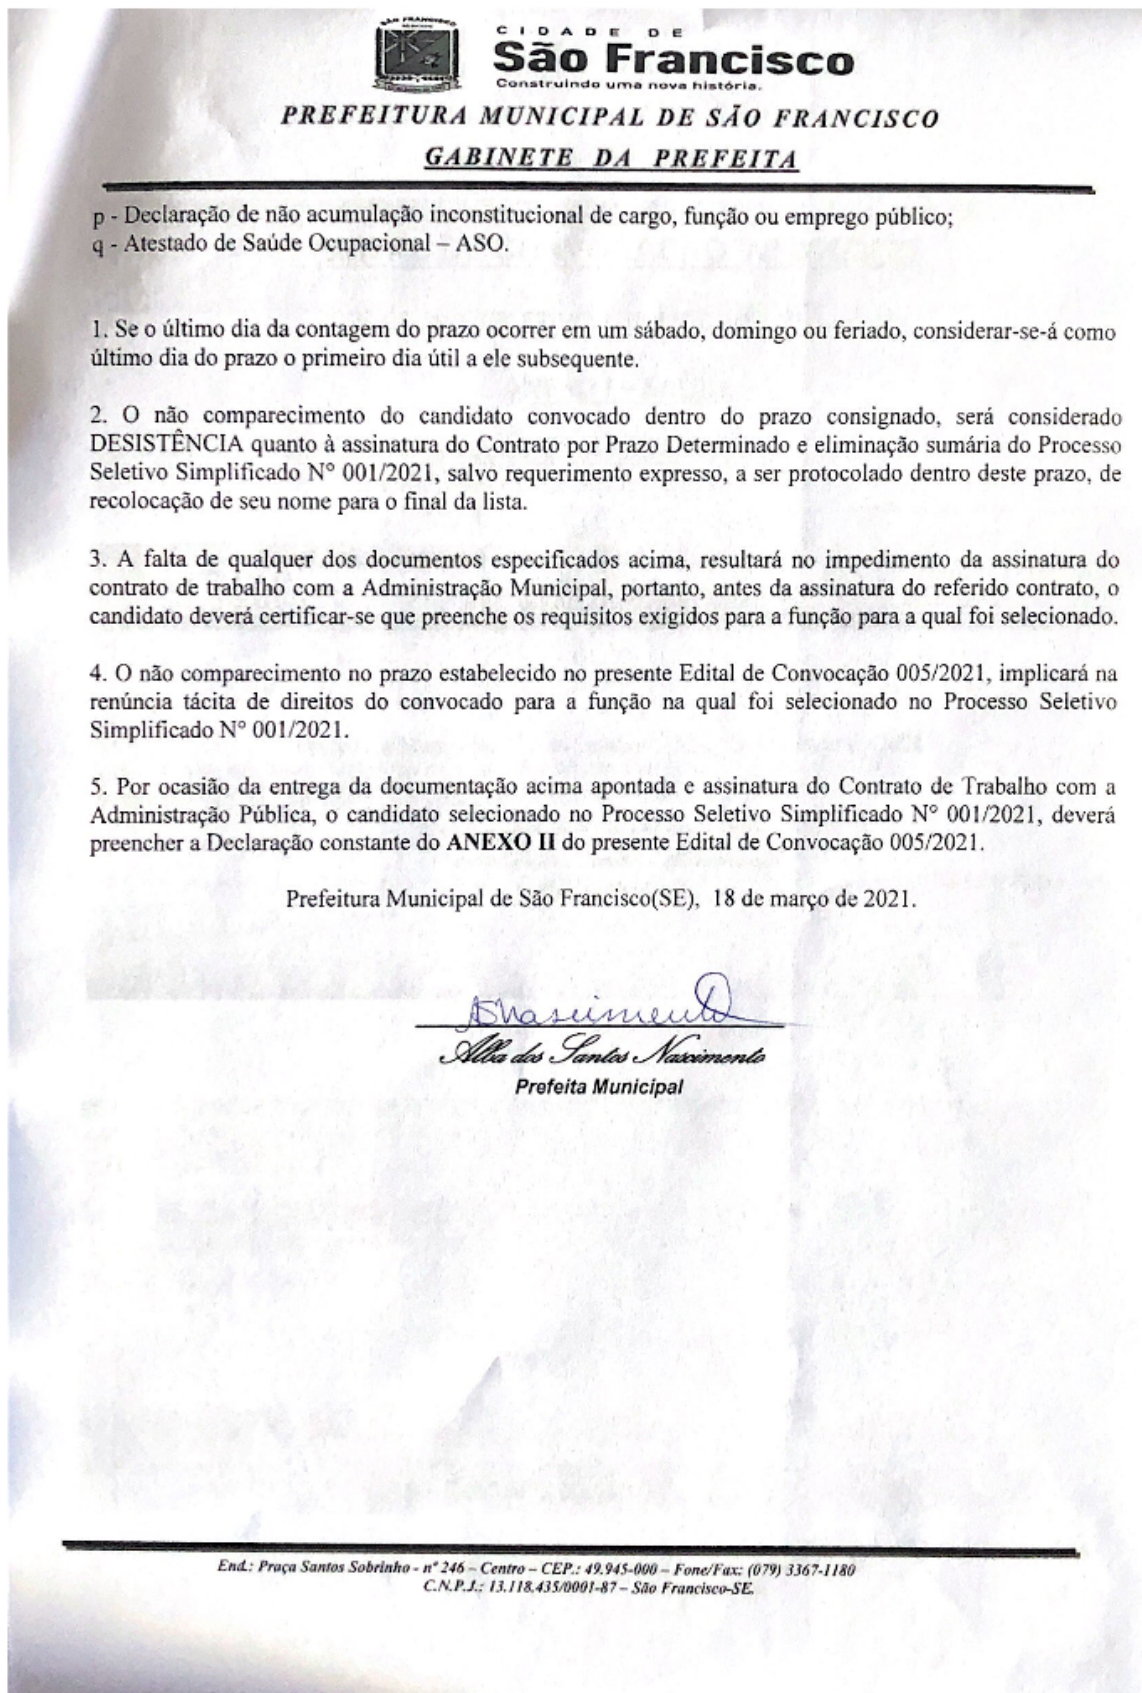 SÃO FRANCISCO
CIDADE DE
São Francisco
Construindo uma nova história.
PREFEITURA MUNICIPAL DE SÃO FRANCISCO
GABINETE DA PREFEITA
p - Declaração de não acumulação inconstitucional de cargo, função ou emprego público;
q - Atestado de Saúde Ocupacional – ASO.
1. Se o último dia da contagem do prazo ocorrer em um sábado, domingo ou feriado, considerar-se-á como
último dia do prazo o primeiro dia útil a ele subsequente.
2. O não comparecimento do candidato convocado dentro do prazo consignado, será considerado
DESISTÊNCIA quanto à assinatura do Contrato por Prazo Determinado e eliminação sumária do Processo
Seletivo Simplificado N° 001/2021, salvo requerimento expresso, a ser protocolado dentro deste prazo, de
recolocação de seu nome para o final da lista.
3. A falta de qualquer dos documentos especificados acima, resultará no impedimento da assinatura do
contrato de trabalho com a Administração Municipal, portanto, antes da assinatura do referido contrato, o
candidato deverá certificar-se que preenche os requisitos exigidos para a função para a qual foi selecionado.
4. O não comparecimento no prazo estabelecido no presente Edital de Convocação 005/2021, implicará na
renúncia tácita de direitos do convocado para a função na qual foi selecionado no Processo Seletivo
Simplificado N° 001/2021.
5. Por ocasião da entrega da documentação acima apontada e assinatura do Contrato de Trabalho com a
Administração Pública, o candidato selecionado no Processo Seletivo Simplificado N° 001/2021, deverá
preencher a Declaração constante do ANEXO II do presente Edital de Convocação 005/2021.
Prefeitura Municipal de São Francisco(SE), 18 de março de 2021.
ASNascimento
Alba dos Santos Nascimento
Prefeita Municipal
End.: Praça Santos Sobrinho - n° 246 – Centro – CEP.: 49.945-000 – Fone/Fax: (079) 3367-1180
C.N.P.J.: 13.118.435/0001-87 – São Francisco-SE.